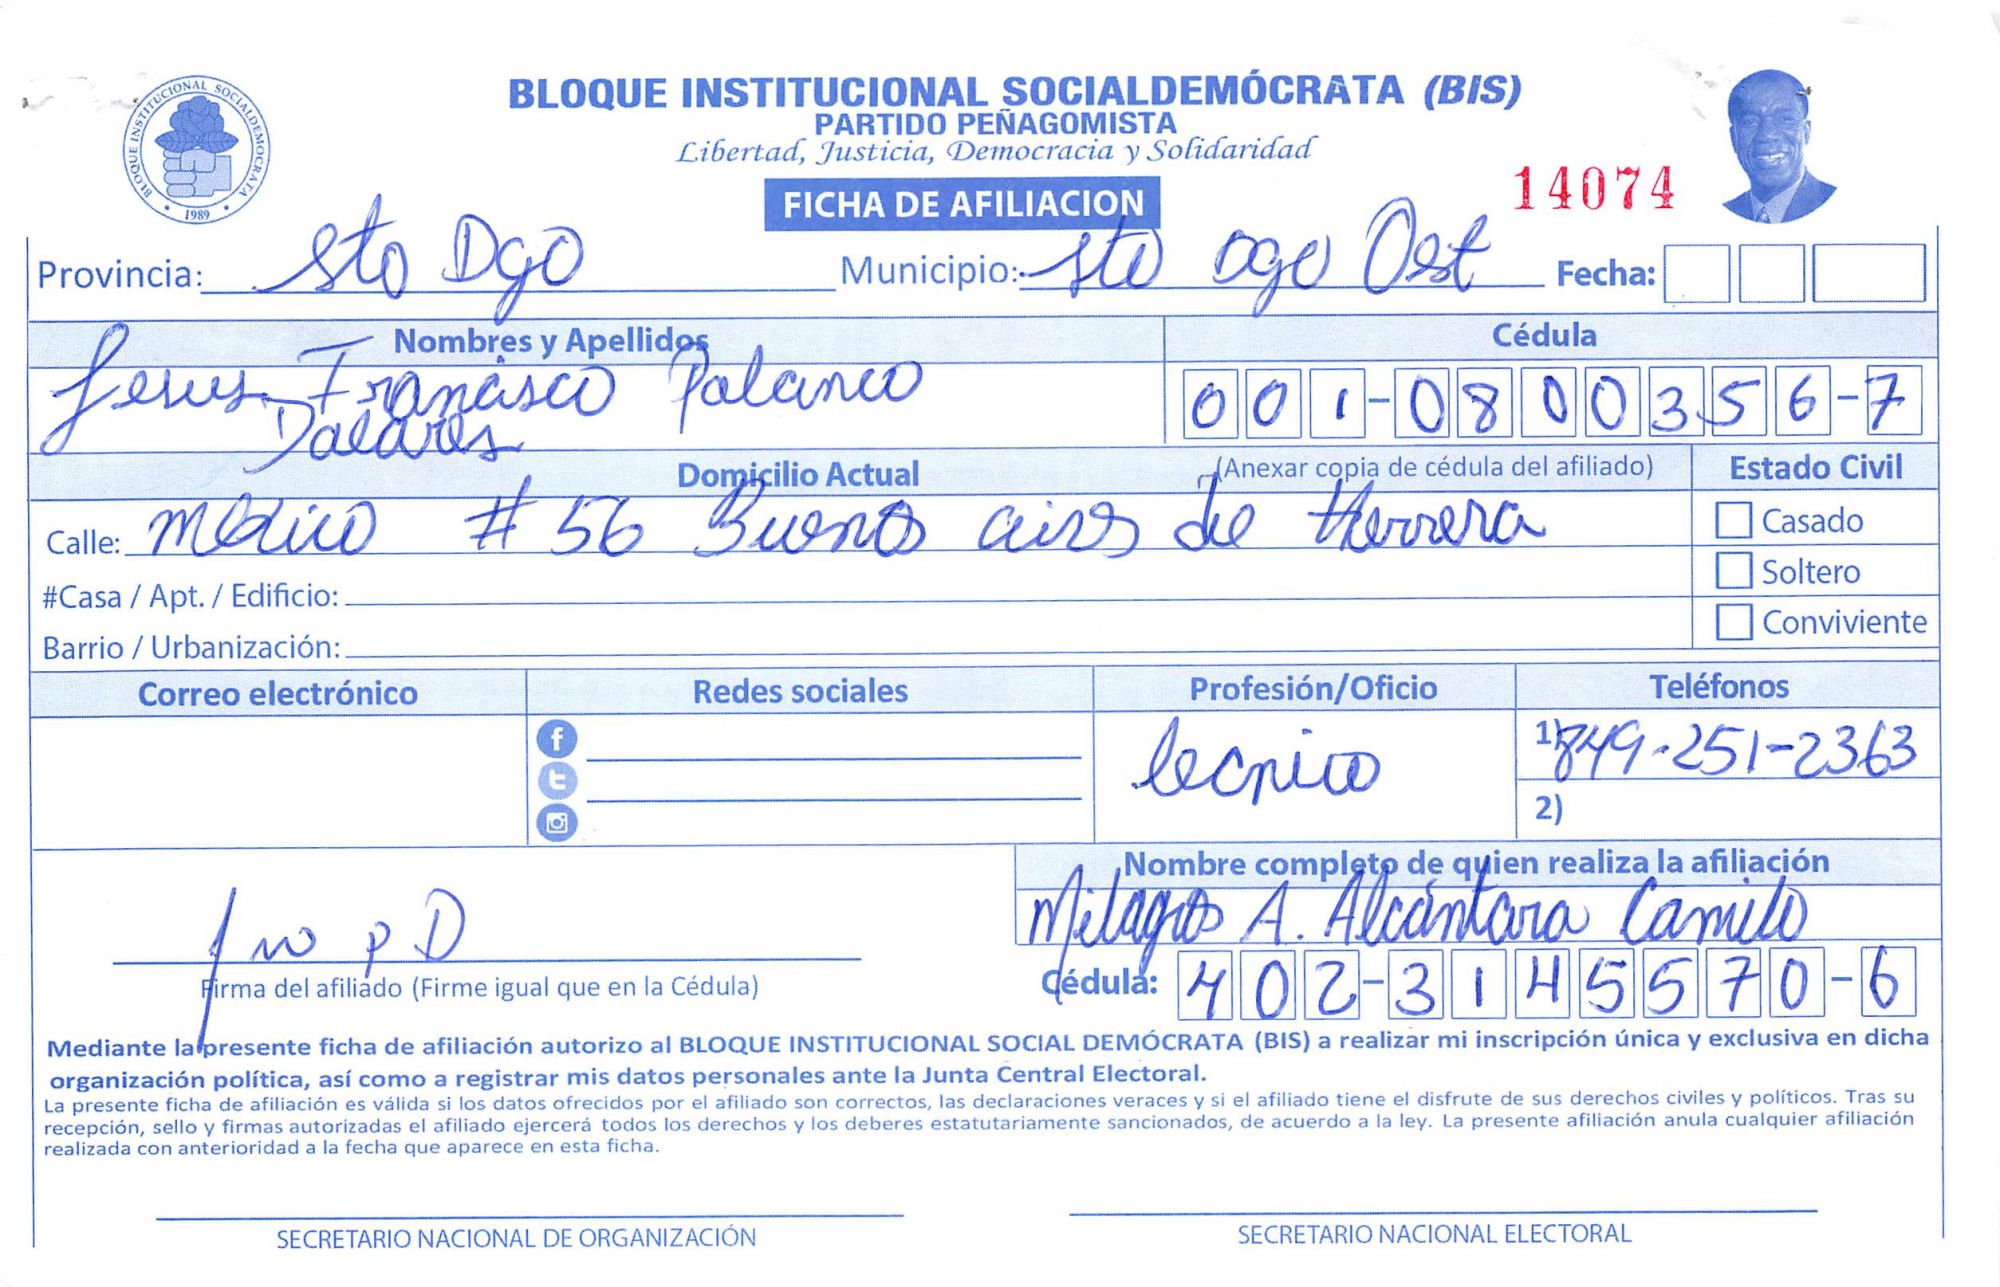 BLOQUE INSTITUCIONAL SOCIALDEMÓCRATA (BIS)
PARTIDO PEÑAGOMISTA
Libertad, Justicia, Democracia y Solidaridad
BLOQUE INSTITUCIONAL SOCIALDEMOCRATA
1989
FICHA DE AFILIACION
14074
Provincia: Sto Dgo Municipio: Sto Dgo Oest Fecha:
Nombres y Apellidos Cédula
Jesus Francisco Polanco 001-0800356-7
Domicilio Actual (Anexar copia de cédula del afiliado) Estado Civil
Calle: Mexico # 56 Buenos aires de Herrera Casado
#Casa / Apt. / Edificio: Soltero
Barrio / Urbanización: Conviviente
Correo electrónico Redes sociales Profesión/Oficio Teléfonos
tecnico 1) 849-251-2363
2)
Nombre completo de quien realiza la afiliación
Milagros A. Alcántara Camilo
Firma del afiliado (Firme igual que en la Cédula) Cédula: 402-3145570-6
Mediante la presente ficha de afiliación autorizo al BLOQUE INSTITUCIONAL SOCIAL DEMÓCRATA (BIS) a realizar mi inscripción única y exclusiva en dicha
organización política, así como a registrar mis datos personales ante la Junta Central Electoral.
La presente ficha de afiliación es válida si los datos ofrecidos por el afiliado son correctos, las declaraciones veraces y si el afiliado tiene el disfrute de sus derechos civiles y políticos. Tras su
recepción, sello y firmas autorizadas el afiliado ejercerá todos los derechos y los deberes estatutariamente sancionados, de acuerdo a la ley. La presente afiliación anula cualquier afiliación
realizada con anterioridad a la fecha que aparece en esta ficha.
SECRETARIO NACIONAL DE ORGANIZACIÓN SECRETARIO NACIONAL ELECTORAL